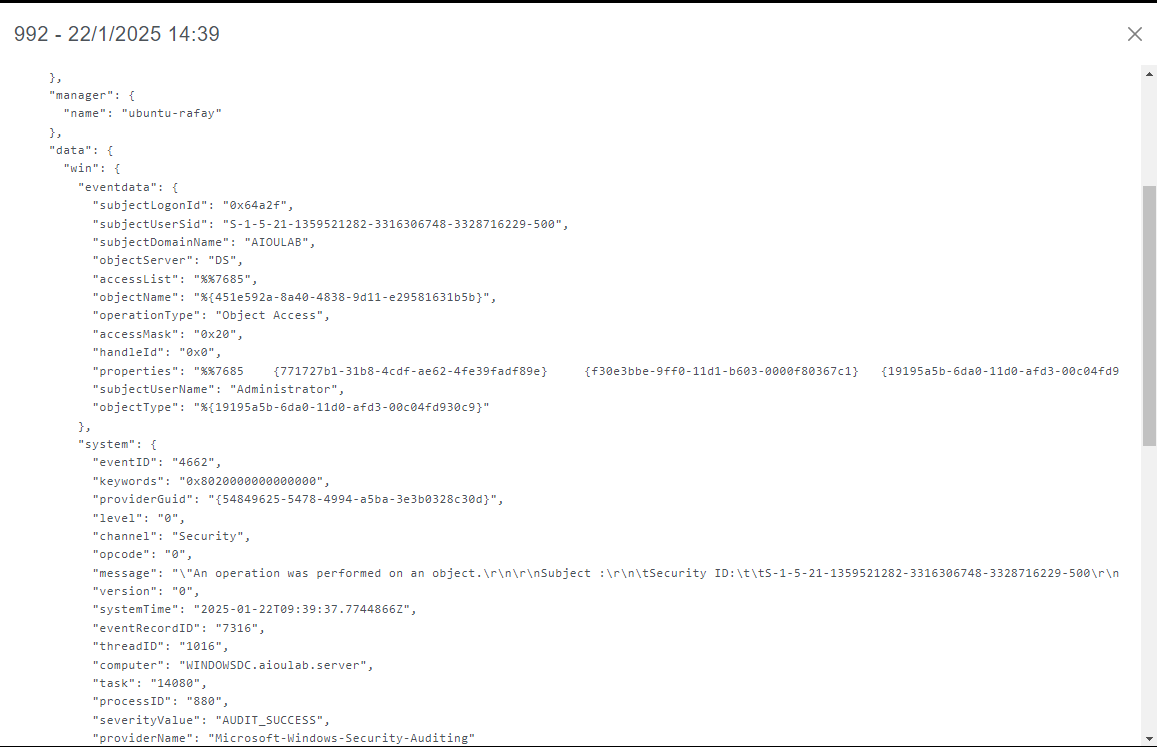 992 - 22/1/2025 14:39
},
"manager": {
"name": "ubuntu-rafay"
},
"data": {
"win": {
"eventdata": {
"subjectLogonId": "0x64a2f",
"subjectUserSid": "S-1-5-21-1359521282-3316306748-3328716229-500",
"subjectDomainName": "AIOULAB",
"objectServer": "DS",
"accessList": "%%7685",
"objectName": "%{451e592a-8a40-4838-9d11-e29581631b5b}",
"operationType": "Object Access",
"accessMask": "0x20",
"handleId": "0x0",
"properties": "%%7685    {771727b1-31b8-4cdf-ae62-4fe39fadf89e}     {f30e3bbe-9ff0-11d1-b603-0000f80367c1}   {19195a5b-6da0-11d0-afd3-00c04fd9
"subjectUserName": "Administrator",
"objectType": "%{19195a5b-6da0-11d0-afd3-00c04fd930c9}"
},
"system": {
"eventID": "4662",
"keywords": "0x8020000000000000",
"providerGuid": "{54849625-5478-4994-a5ba-3e3b0328c30d}",
"level": "0",
"channel": "Security",
"opcode": "0",
"message": "\"An operation was performed on an object.\r\n\r\nSubject :\r\n\tSecurity ID:\t\tS-1-5-21-1359521282-3316306748-3328716229-500\r\n
"version": "0",
"systemTime": "2025-01-22T09:39:37.7744866Z",
"eventRecordID": "7316",
"threadID": "1016",
"computer": "WINDOWSDC.aioulab.server",
"task": "14080",
"processID": "880",
"severityValue": "AUDIT_SUCCESS",
"providerName": "Microsoft-Windows-Security-Auditing"